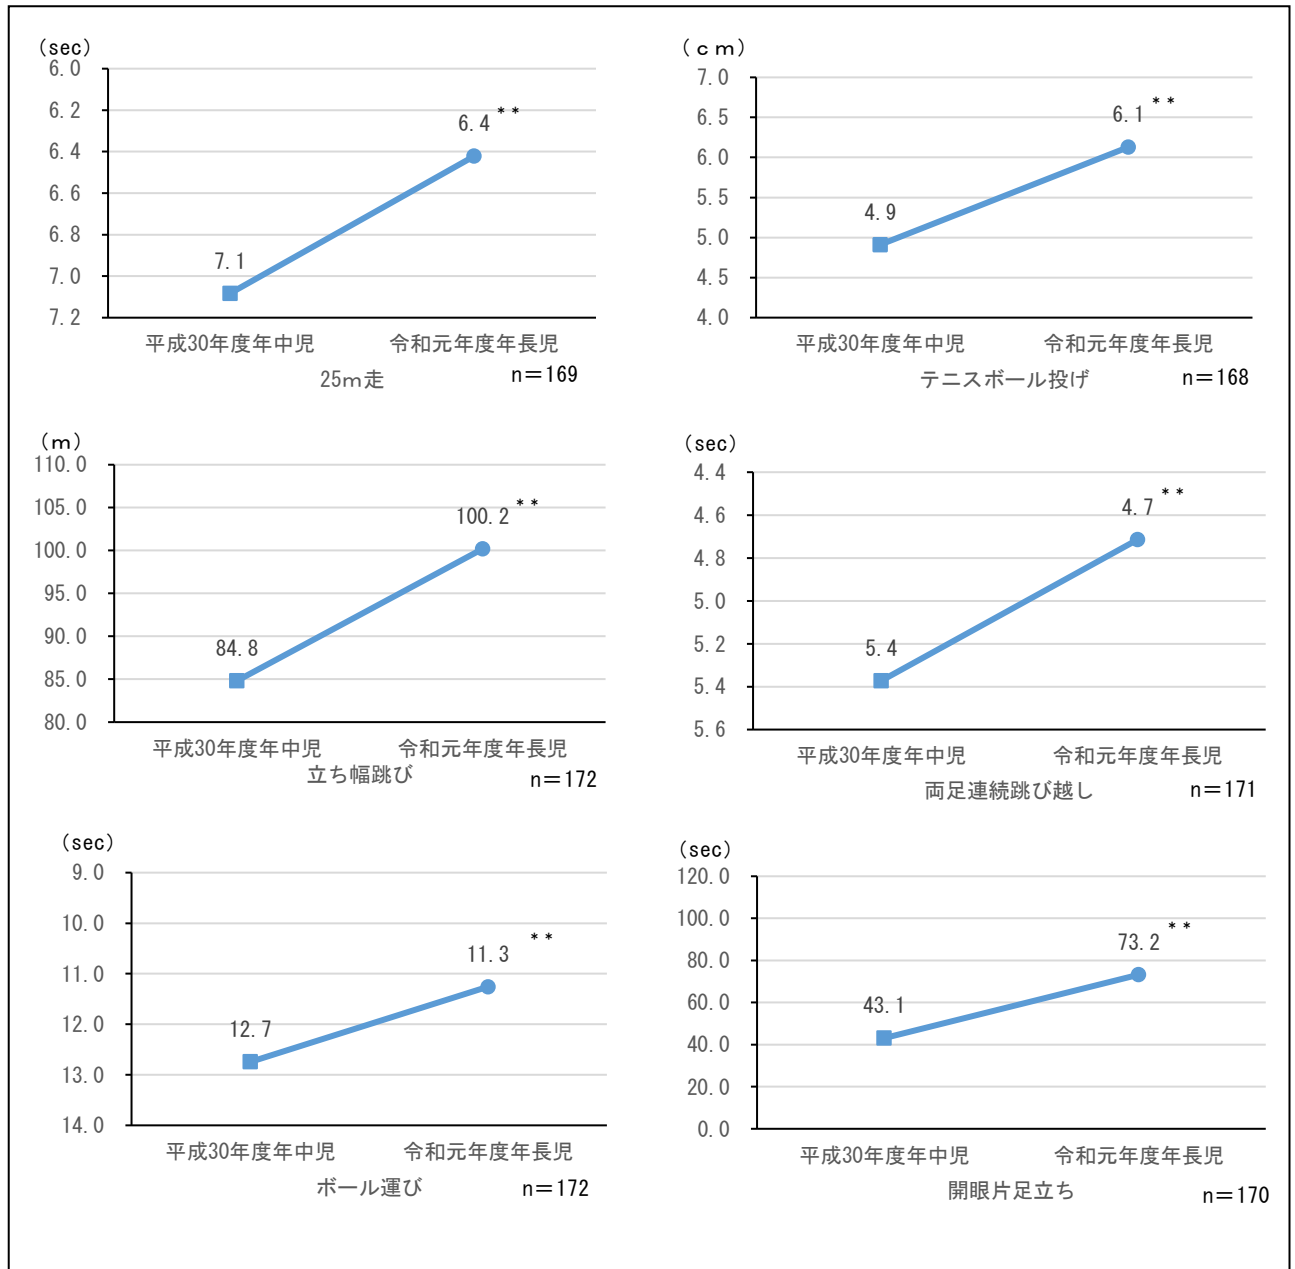 (sec)
6.0
6.2
6.4
6.6
6.8
7.0
7.2
7.1
6.4 **
平成30年度年中児 令和元年度年長児
25m走 n=169
(cm)
7.0
6.5
6.0
5.5
5.0
4.5
4.0
4.9
6.1 **
平成30年度年中児 令和元年度年長児
テニスボール投げ n=168
(m)
110.0
105.0
100.0
95.0
90.0
85.0
80.0
84.8
100.2 **
平成30年度年中児 令和元年度年長児
立ち幅跳び n=172
(sec)
4.4
4.6
4.8
5.0
5.2
5.4
5.6
5.4
4.7 **
平成30年度年中児 令和元年度年長児
両足連続跳び越し n=171
(sec)
9.0
10.0
11.0
12.0
13.0
14.0
12.7
11.3 **
平成30年度年中児 令和元年度年長児
ボール運び n=172
(sec)
120.0
100.0
80.0
60.0
40.0
20.0
0.0
43.1
73.2 **
平成30年度年中児 令和元年度年長児
開眼片足立ち n=170